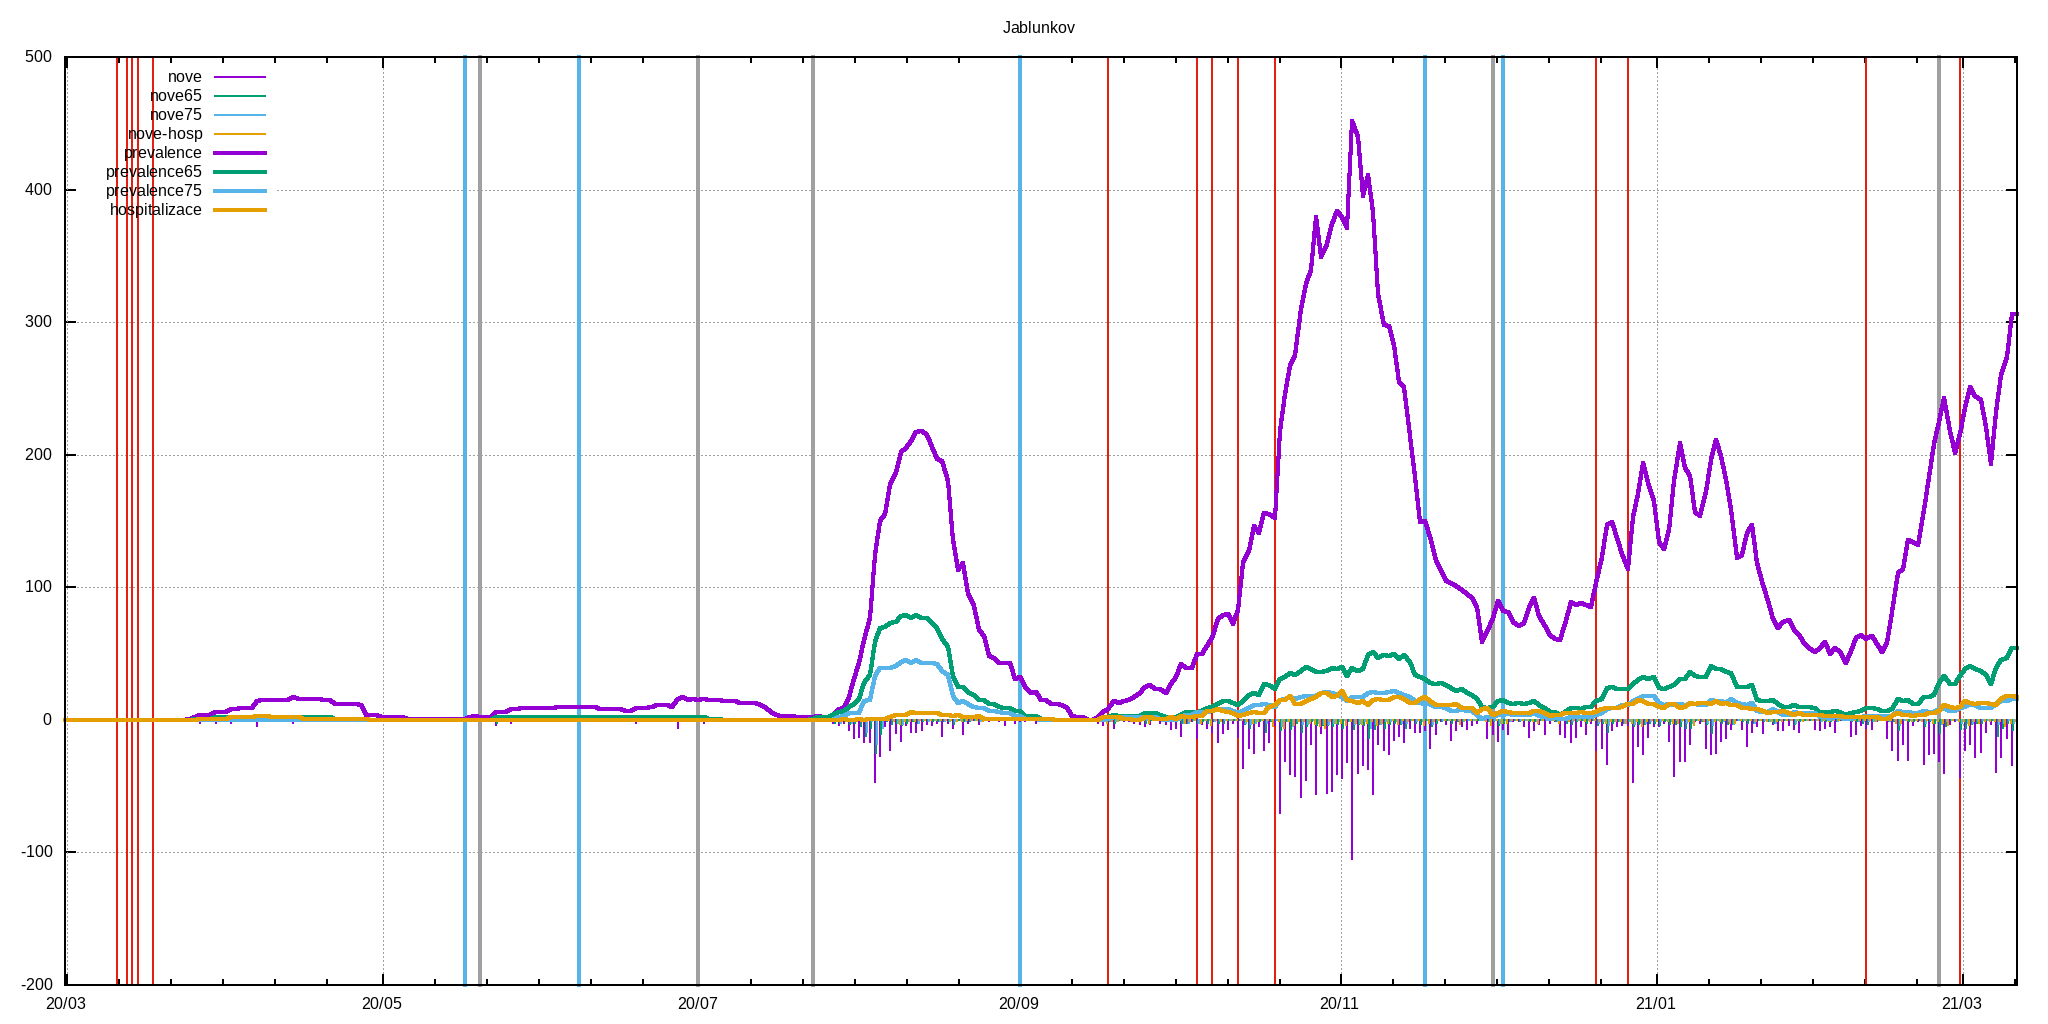 Jablunkov
500
400
300
200
100
0
-100
-200
nove
nove65
nove75
nove-hosp
prevalence
prevalence65
prevalence75
hospitalizace
20/03
20/05
20/07
20/09
20/11
21/01
21/03